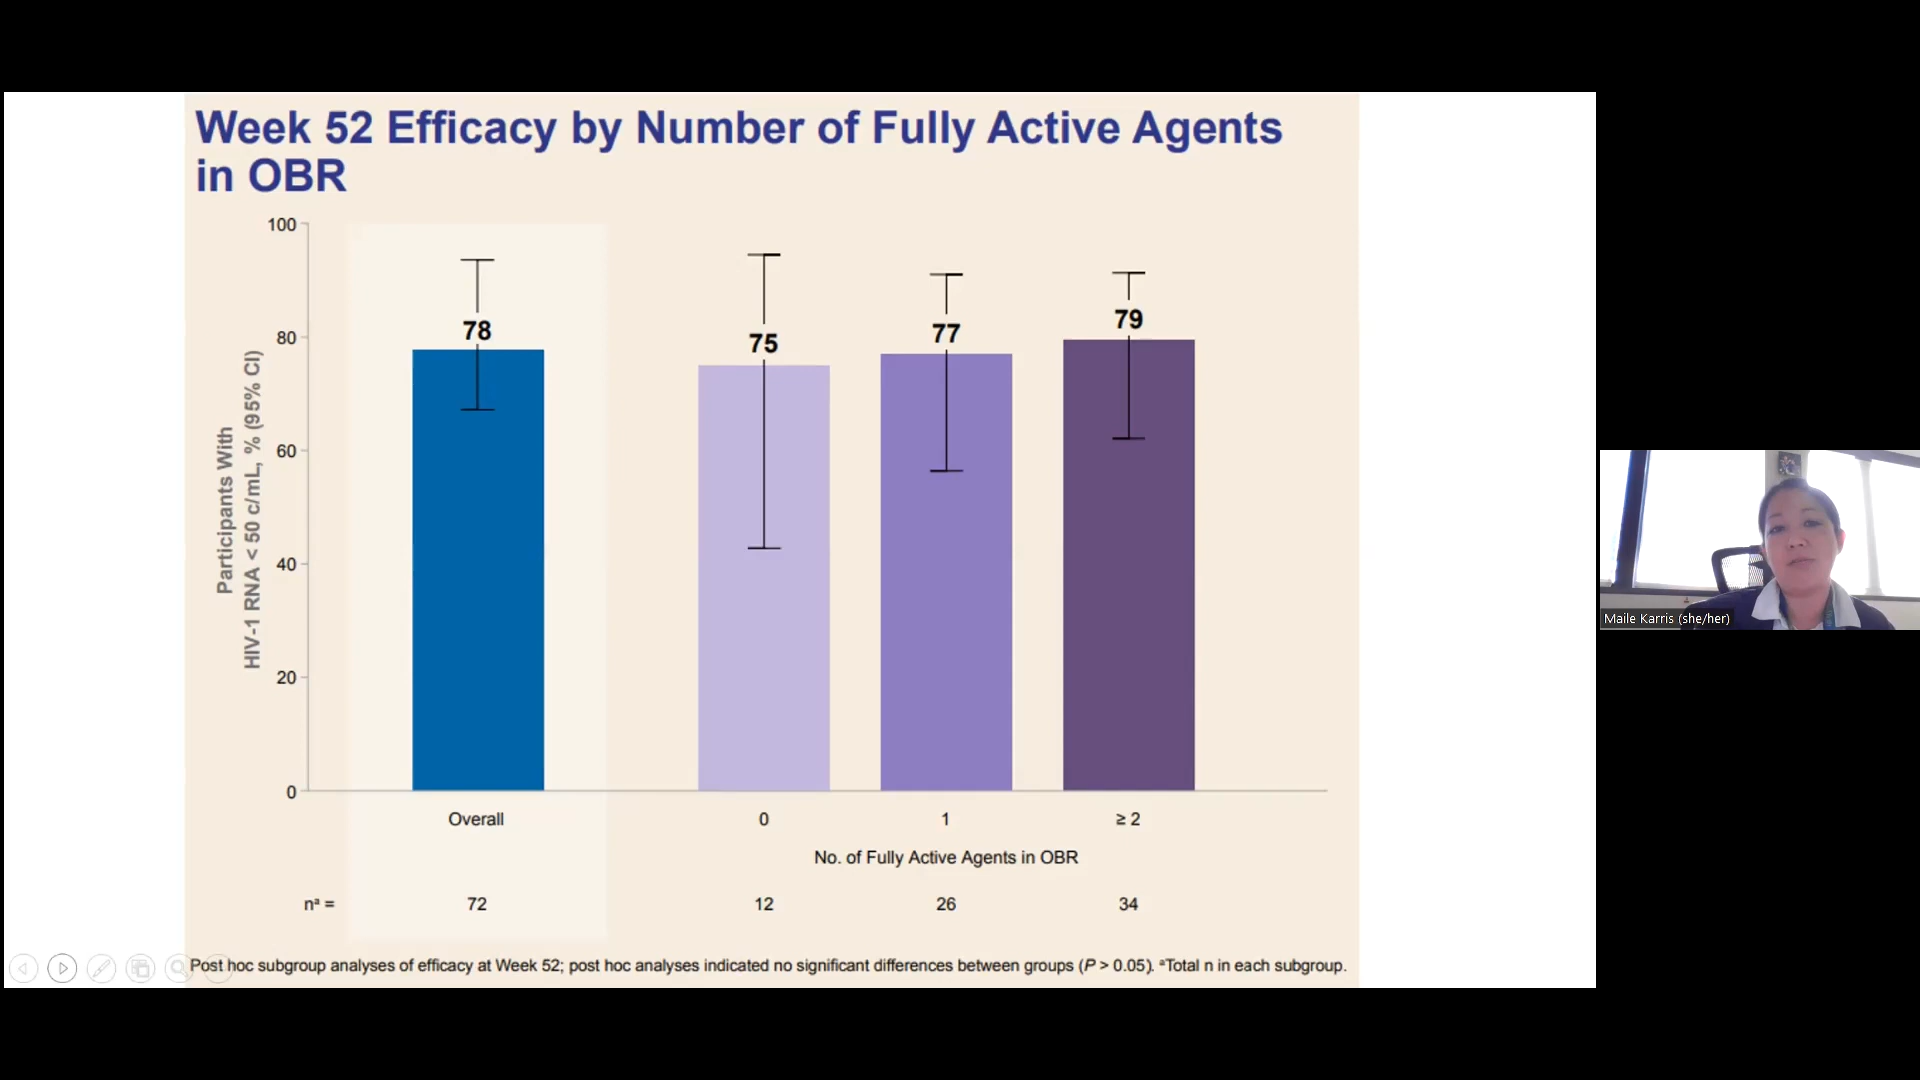 Week 52 Efficacy by Number of Fully Active Agents
in OBR
Participants With
HIV-1 RNA < 50 c/mL, % (95% CI)
100
80
60
40
20
0
78
75
77
79
Overall
0
1
≥ 2
No. of Fully Active Agents in OBR
nᵃ =
72
12
26
34
Post hoc subgroup analyses of efficacy at Week 52; post hoc analyses indicated no significant differences between groups (P > 0.05). ᵃTotal n in each subgroup.
Maile Karris (she/her)